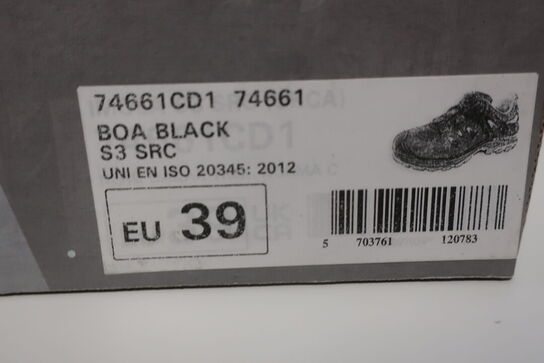 74661CD1 74661
BOA BLACK
S3 SRC
UNI EN ISO 20345: 2012
EU 39
5 703761 120783